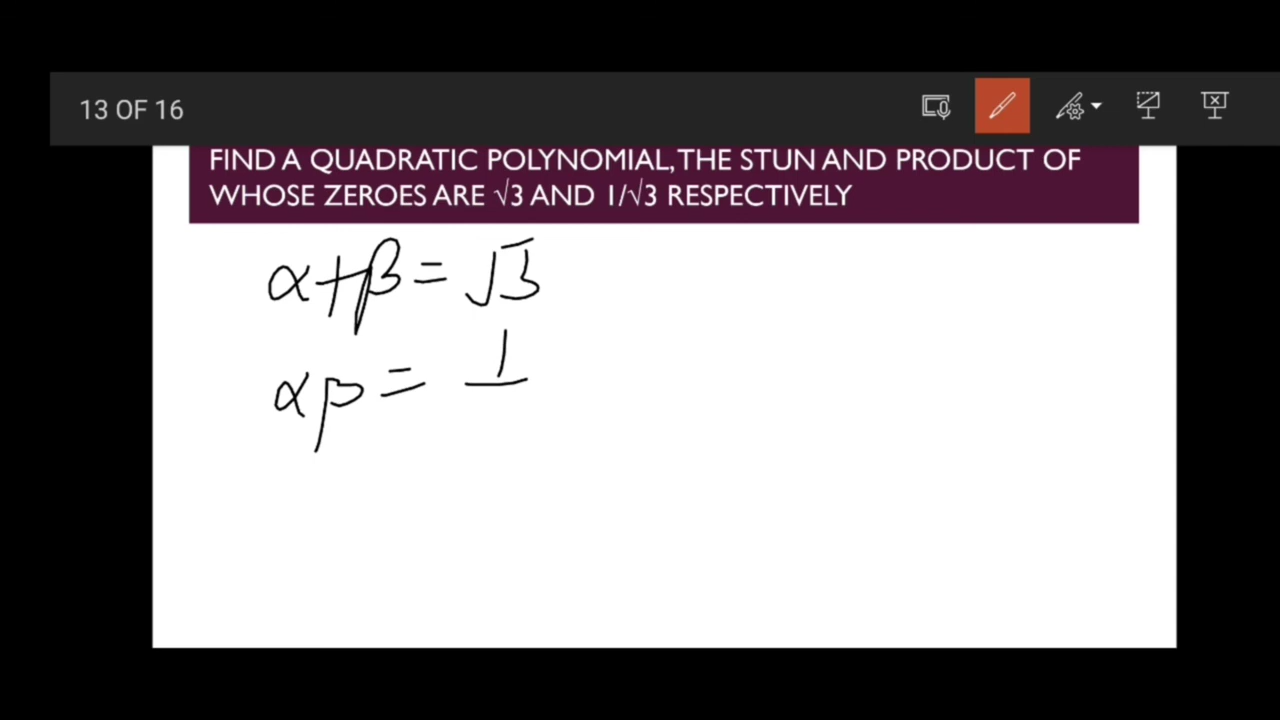 13 OF 16
FIND A QUADRATIC POLYNOMIAL, THE STUN AND PRODUCT OF
WHOSE ZEROES ARE √3 AND 1/√3 RESPECTIVELY
α+β = √3
αβ = 1